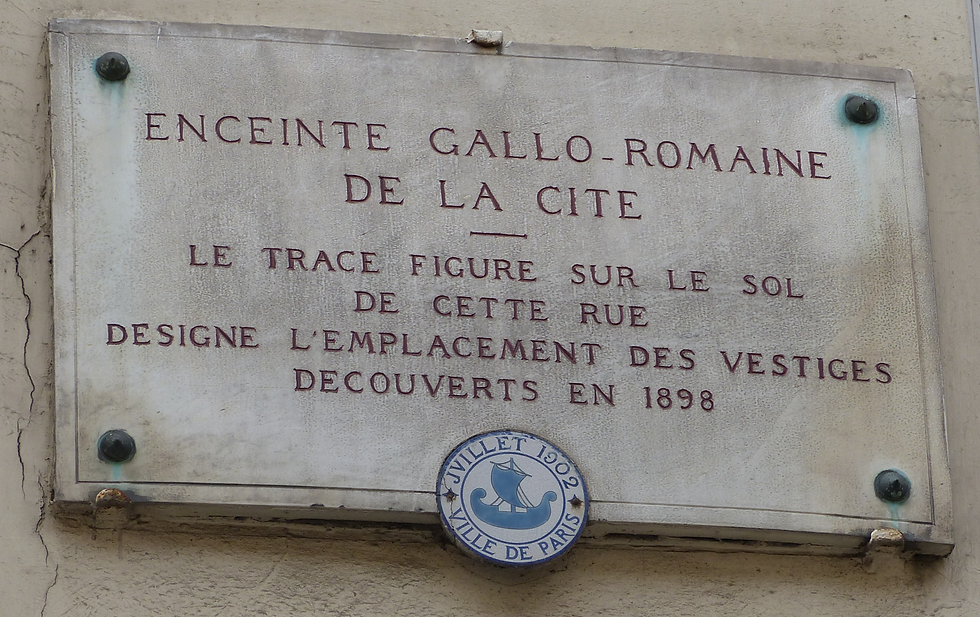 ENCEINTE GALLO-ROMAINE
DE LA CITE
LE TRACE FIGURE SUR LE SOL
DE CETTE RUE
DESIGNE L'EMPLACEMENT DES VESTIGES
DECOUVERTS EN 1898
JVILLET 1902
VILLE DE PARIS